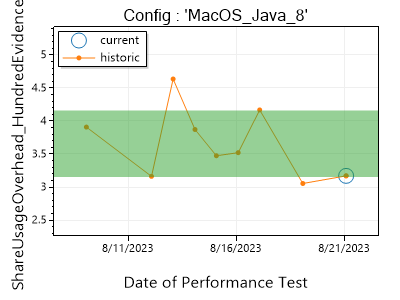 Config : 'MacOS_Java_8'
current
historic
ShareUsageOverhead_HundredEvidence
5
4.5
4
3.5
3
2.5
8/11/2023
8/16/2023
8/21/2023
Date of Performance Test